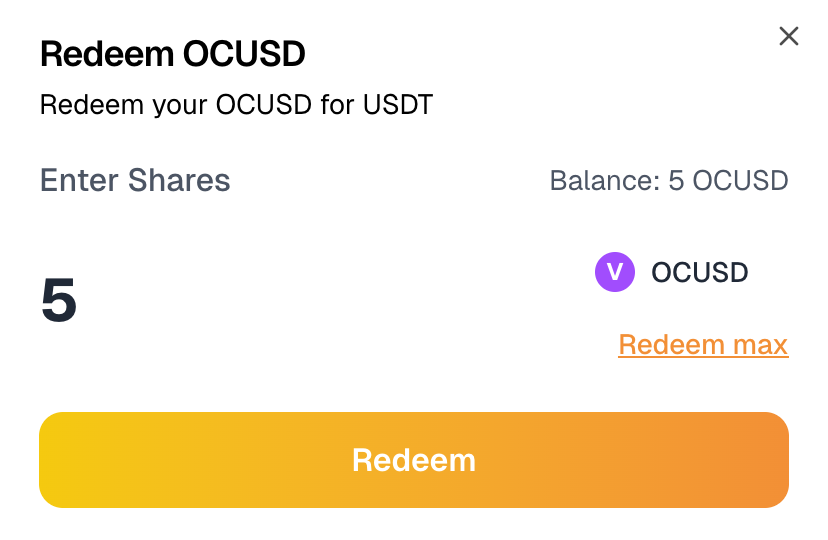 Redeem OCUSD
Redeem your OCUSD for USDT
Enter Shares
Balance: 5 OCUSD
5
V OCUSD
Redeem max
Redeem